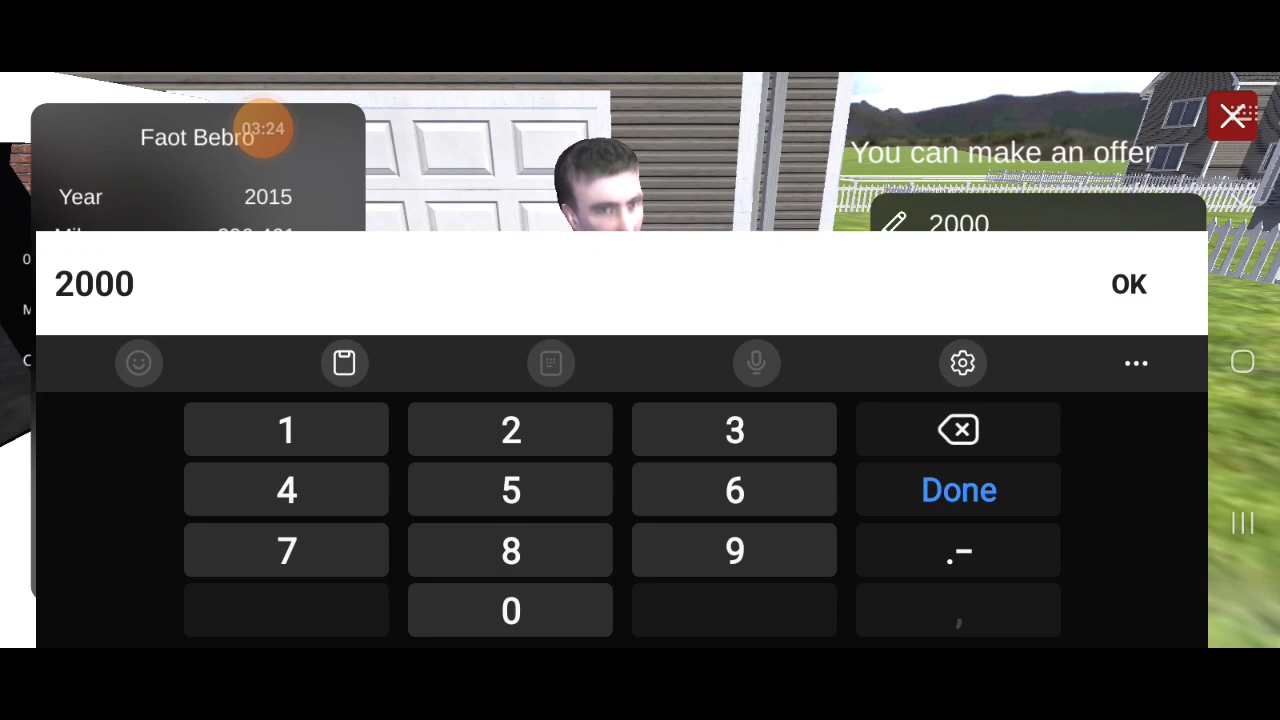 Faot Bebro
03:24
You can make an offer
Year 2015
2000
2000
OK
1 2 3
4 5 6 Done
7 8 9 .-
0 ,